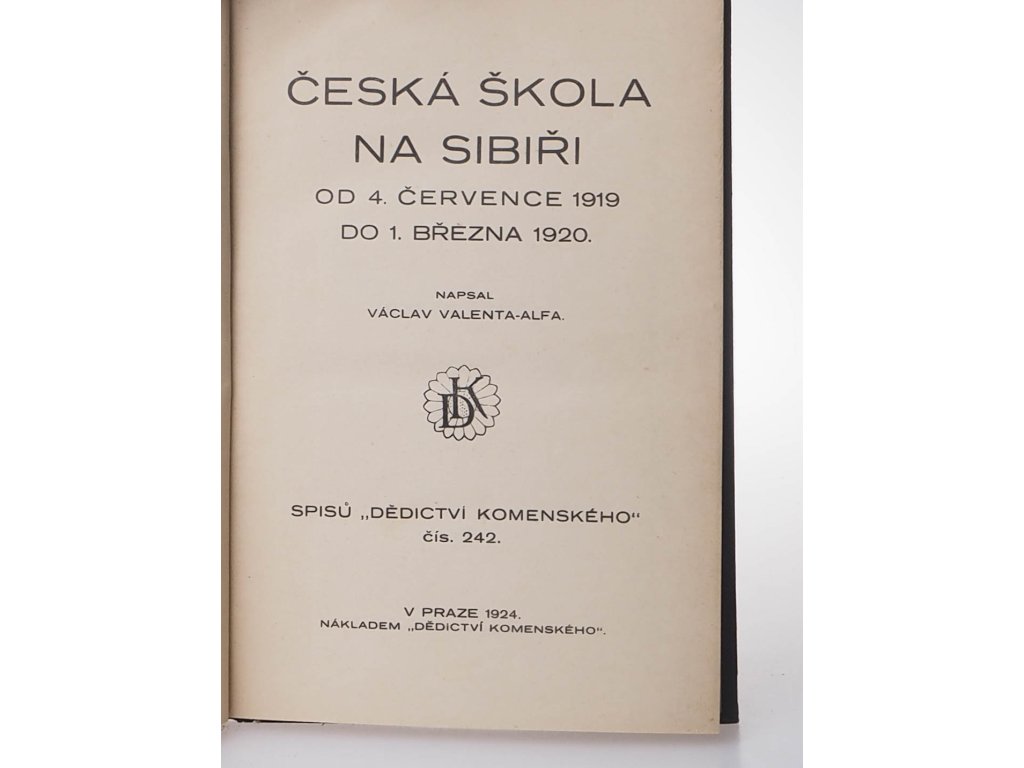 ČESKÁ ŠKOLA
NA SIBIŘI
OD 4. ČERVENCE 1919
DO 1. BŘEZNA 1920.
NAPSAL
VÁCLAV VALENTA-ALFA.
DK
SPISŮ „DĚDICTVÍ KOMENSKÉHO“
čís. 242.
V PRAZE 1924.
NÁKLADEM „DĚDICTVÍ KOMENSKÉHO“.